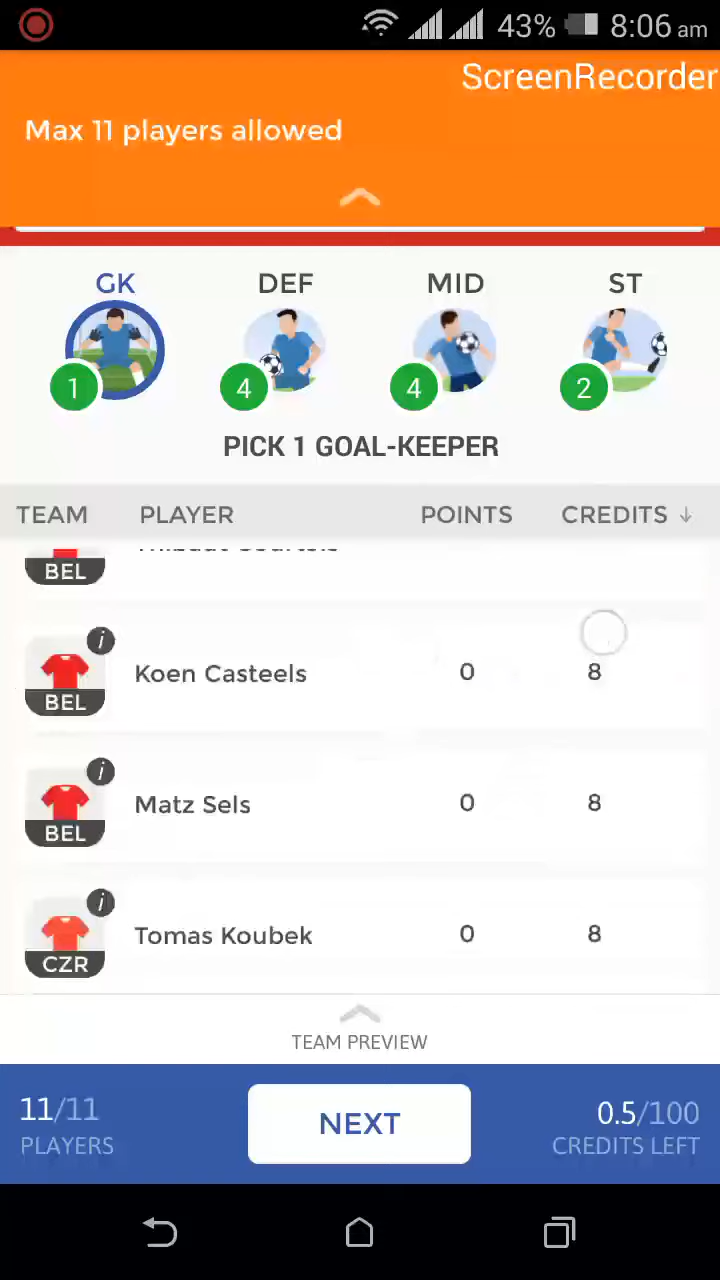 43% 8:06 am
ScreenRecorder
Max 11 players allowed
GK DEF MID ST
1 4 4 2
PICK 1 GOAL-KEEPER
TEAM PLAYER POINTS CREDITS ↓
BEL
i
Koen Casteels 0 8
BEL
i
Matz Sels 0 8
BEL
i
Tomas Koubek 0 8
CZR
TEAM PREVIEW
11/11 NEXT 0.5/100
PLAYERS CREDITS LEFT